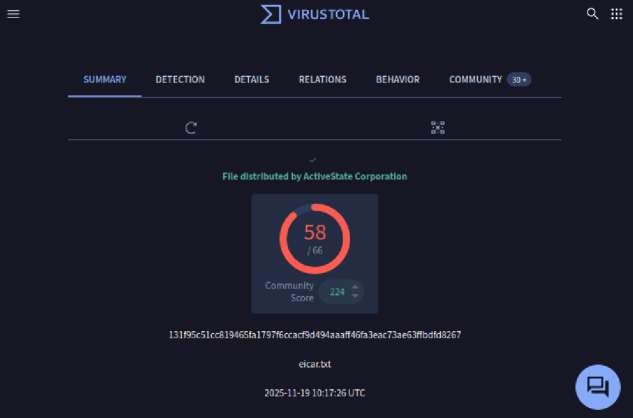 VIRUSTOTAL
SUMMARY DETECTION DETAILS RELATIONS BEHAVIOR COMMUNITY 30+
File distributed by ActiveState Corporation
58
/ 66
Community
Score
224
131f95c51cc819465fa1797f6ccacf9d494aaaff46fa3eac73ae63ffbdfd8267
eicar.txt
2025-11-19 10:17:26 UTC